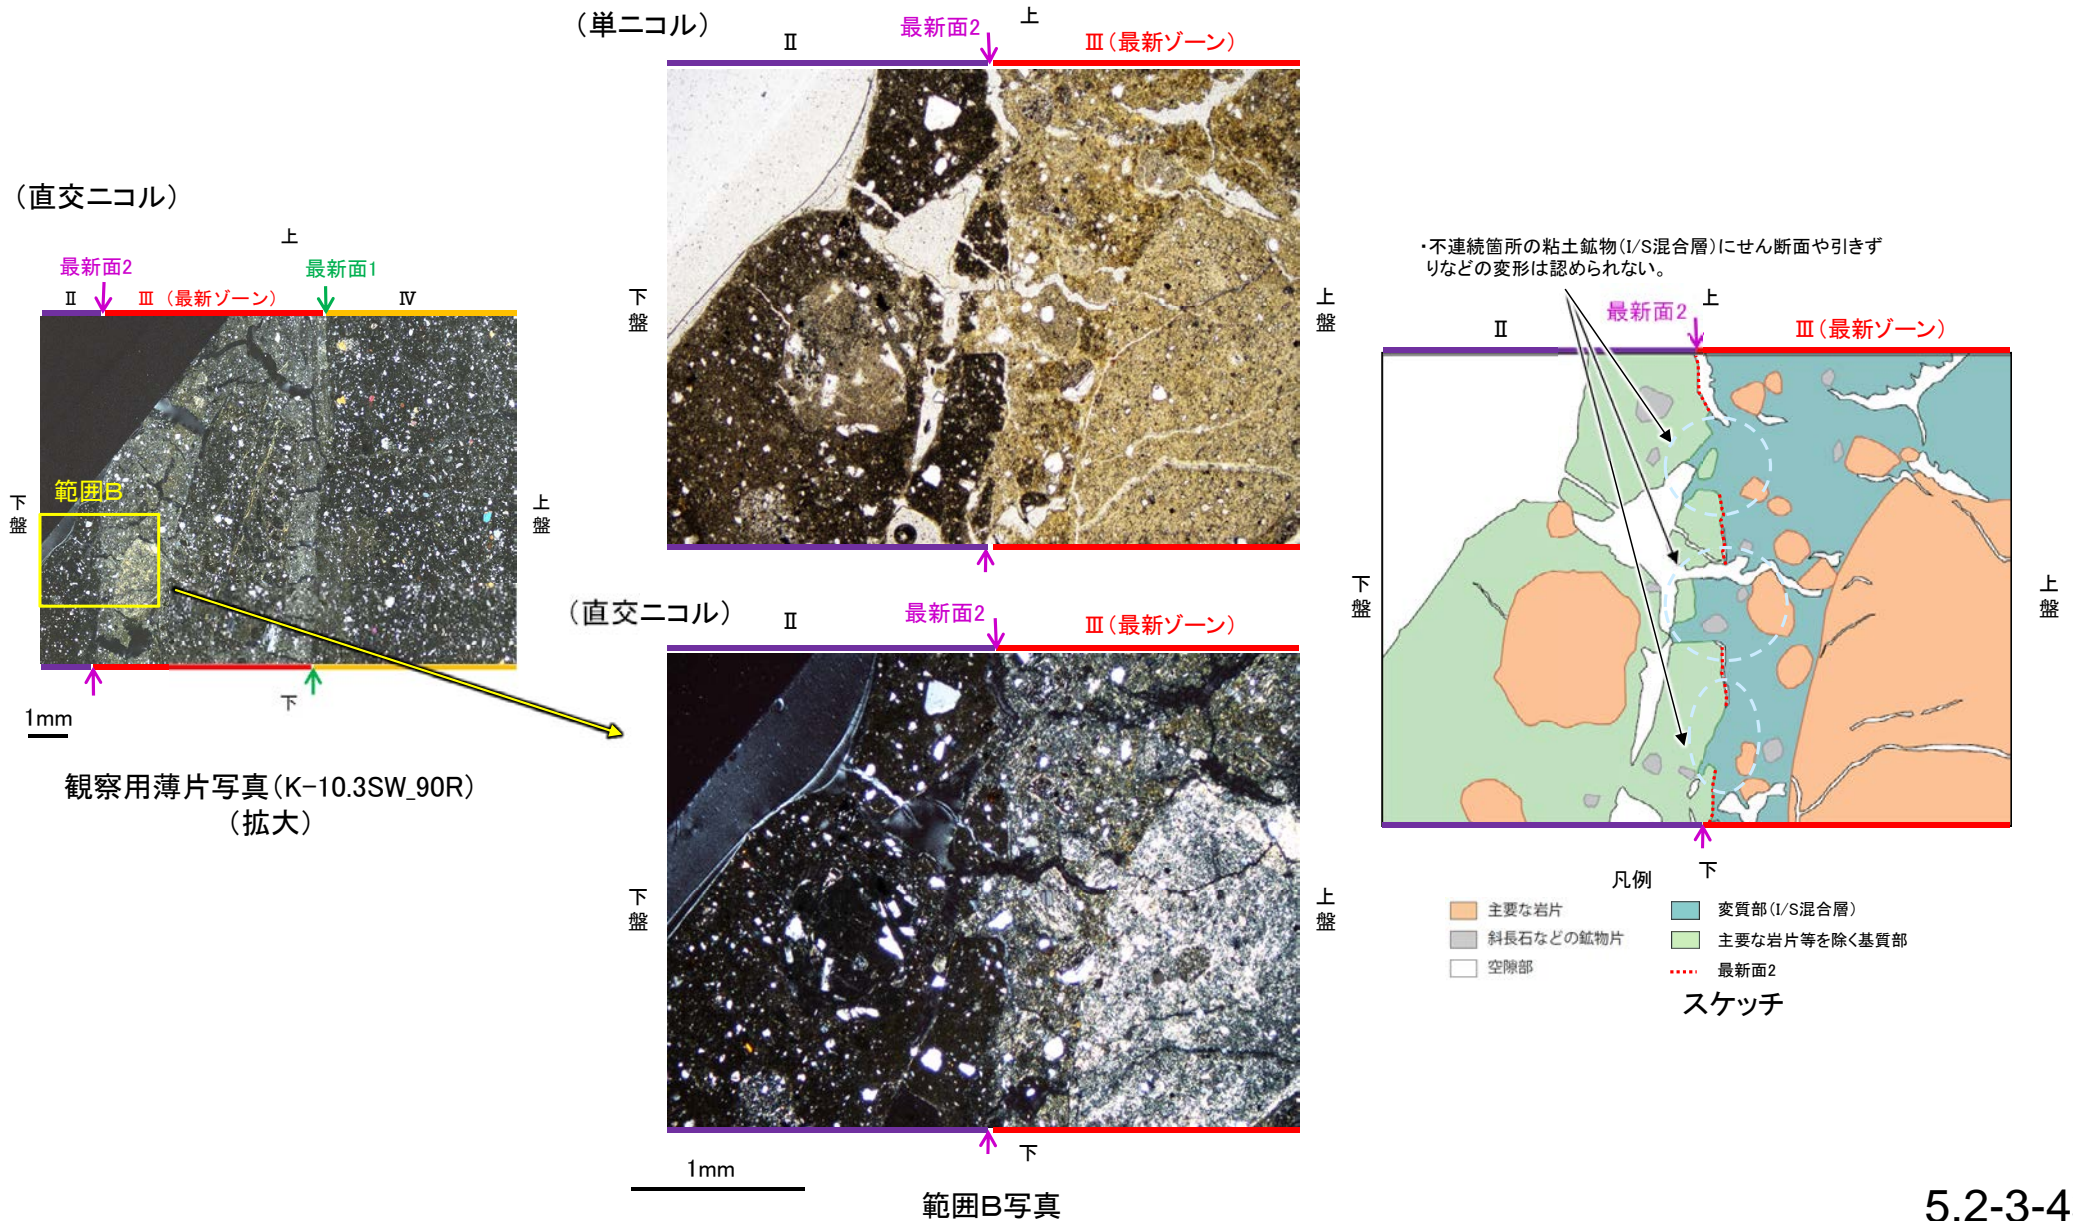 (直交ニコル)
上
最新面2
最新面1
Ⅱ
Ⅲ(最新ゾーン)
Ⅳ
下盤
範囲B
上盤
下
1mm
観察用薄片写真(K-10.3SW_90R)
(拡大)
(単ニコル)
上
最新面2
Ⅱ
Ⅲ(最新ゾーン)
下盤
上盤
(直交ニコル)
最新面2
Ⅱ
Ⅲ(最新ゾーン)
下盤
上盤
下
1mm
範囲B写真
・不連続箇所の粘土鉱物(I/S混合層)にせん断面や引きず
りなどの変形は認められない。
最新面2
上
Ⅱ
Ⅲ(最新ゾーン)
下盤
上盤
下
凡例
主要な岩片
変質部(I/S混合層)
斜長石などの鉱物片
主要な岩片等を除く基質部
空隙部
最新面2
スケッチ